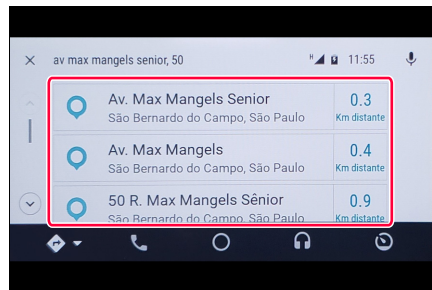 av max mangels senior, 50
H
11:55
Av. Max Mangels Senior
São Bernardo do Campo, São Paulo
0.3
Km distante
Av. Max Mangels
São Bernardo do Campo, São Paulo
0.4
Km distante
50 R. Max Mangels Sênior
São Bernardo do Campo, São Paulo
0.9
Km distante